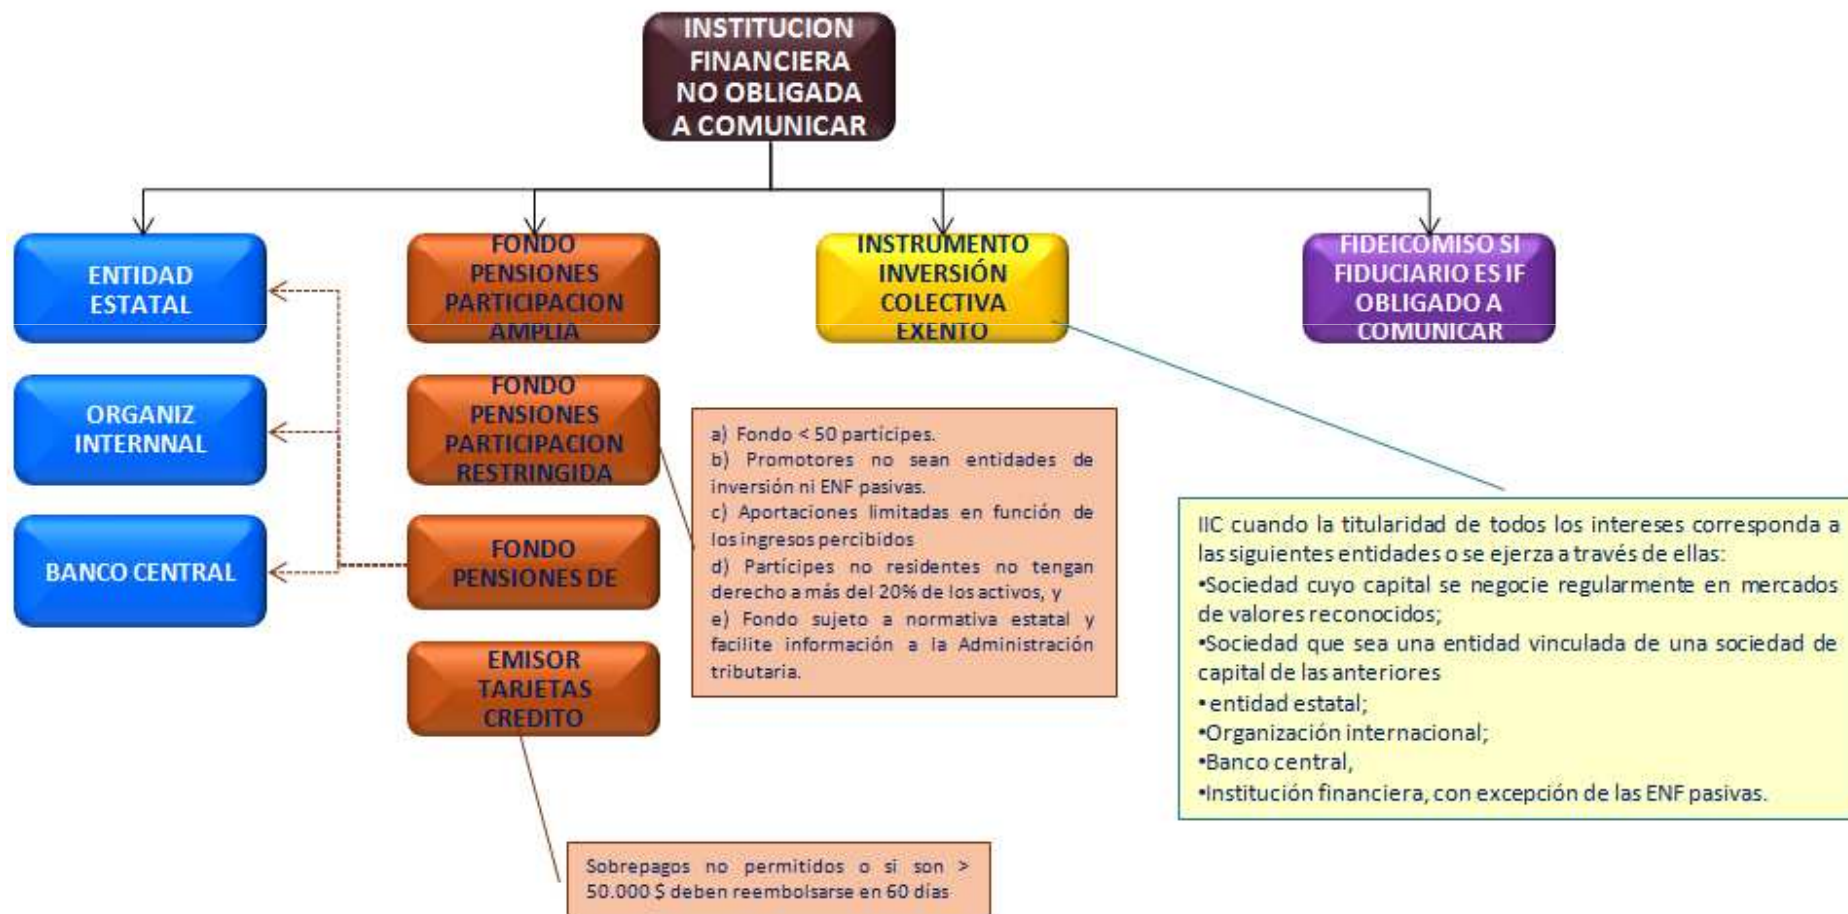 INSTITUCION
FINANCIERA
NO OBLIGADA
A COMUNICAR
ENTIDAD
ESTATAL
ORGANIZ
INTERNNAL
BANCO CENTRAL
FONDO
PENSIONES
PARTICIPACION
AMPLIA
FONDO
PENSIONES
PARTICIPACION
RESTRINGIDA
FONDO
PENSIONES DE
EMISOR
TARJETAS
CREDITO
INSTRUMENTO
INVERSIÓN
COLECTIVA
EXENTO
FIDEICOMISO SI
FIDUCIARIO ES IF
OBLIGADO A
COMUNICAR
a) Fondo < 50 partícipes.
b) Promotores no sean entidades de
inversión ni ENF pasivas.
c) Aportaciones limitadas en función de
los ingresos percibidos
d) Partícipes no residentes no tengan
derecho a más del 20% de los activos, y
e) Fondo sujeto a normativa estatal y
facilite información a la Administración
tributaria.
IIC cuando la titularidad de todos los intereses corresponda a
las siguientes entidades o se ejerza a través de ellas:
•Sociedad cuyo capital se negocie regularmente en mercados
de valores reconocidos;
•Sociedad que sea una entidad vinculada de una sociedad de
capital de las anteriores
• entidad estatal;
•Organización internacional;
•Banco central,
•Institución financiera, con excepción de las ENF pasivas.
Sobrepagos no permitidos o si son >
50.000 $ deben reembolsarse en 60 días